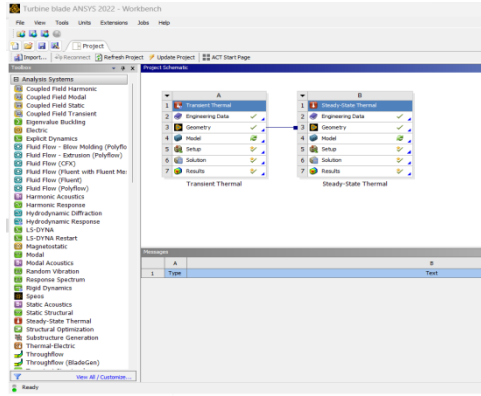 Turbine blade ANSYS 2022 - Workbench
File View Tools Units Extensions Jobs Help
Project
Import... Reconnect Refresh Project Update Project ACT Start Page
Toolbox
Project Schematic
Analysis Systems
Coupled Field Harmonic
Coupled Field Modal
Coupled Field Static
Coupled Field Transient
Eigenvalue Buckling
Electric
Explicit Dynamics
Fluid Flow - Blow Molding (Polyflo
Fluid Flow - Extrusion (Polyflow)
Fluid Flow (CFX)
Fluid Flow (Fluent with Fluent Me:
Fluid Flow (Fluent)
Fluid Flow (Polyflow)
Harmonic Acoustics
Harmonic Response
Hydrodynamic Diffraction
Hydrodynamic Response
LS-DYNA
LS-DYNA Restart
Magnetostatic
Modal
Modal Acoustics
Random Vibration
Response Spectrum
Rigid Dynamics
Speos
Static Acoustics
Static Structural
Steady-State Thermal
Structural Optimization
Substructure Generation
Thermal-Electric
Throughflow
Throughflow (BladeGen)
View All / Customize...
A
1 Transient Thermal
2 Engineering Data
3 Geometry
4 Model
5 Setup
6 Solution
7 Results
Transient Thermal
B
1 Steady-State Thermal
2 Engineering Data
3 Geometry
4 Model
5 Setup
6 Solution
7 Results
Steady-State Thermal
Messages
A B
1 Type Text
Ready